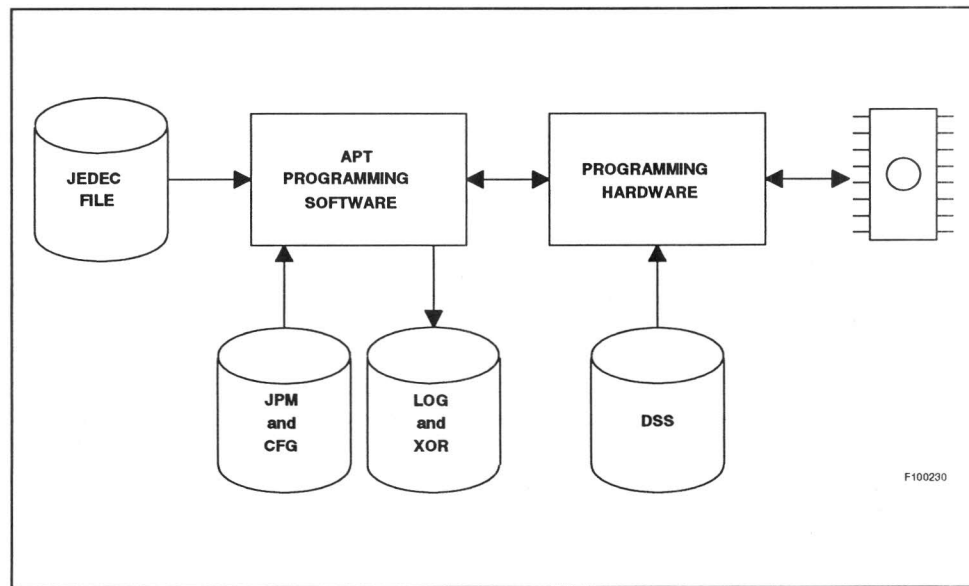 JEDEC
FILE
APT
PROGRAMMING
SOFTWARE
PROGRAMMING
HARDWARE
JPM
and
CFG
LOG
and
XOR
DSS
F100230